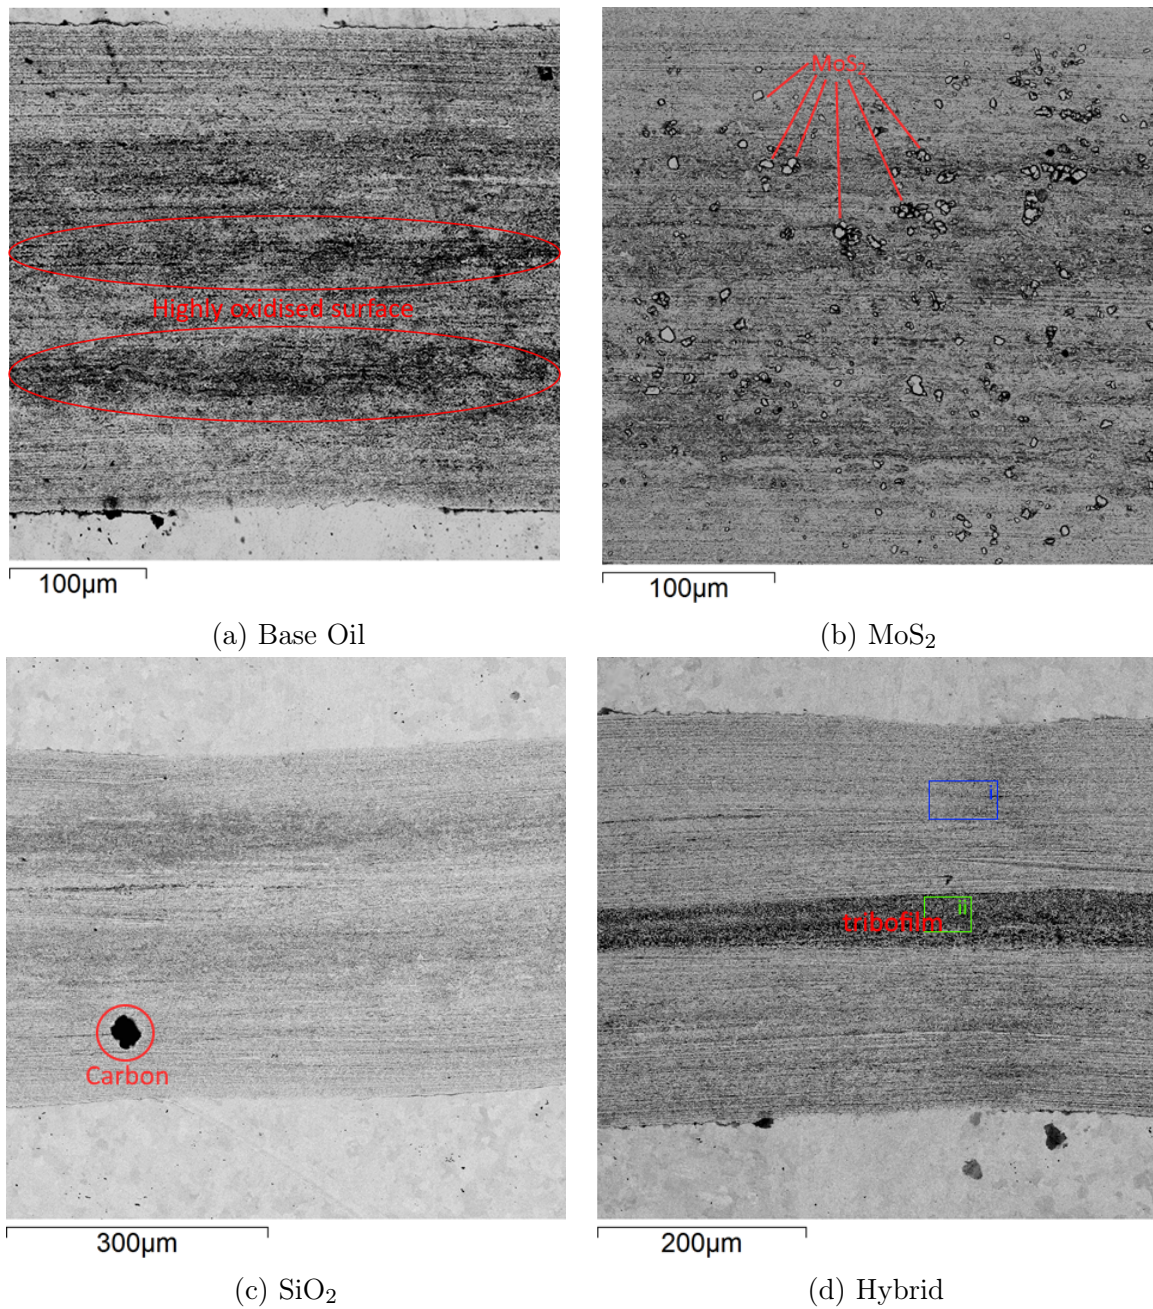 Highly oxidised surface
100μm
(a) Base Oil
MoS₂
100μm
(b) MoS₂
Carbon
300μm
(c) SiO₂
i
ii
tribofilm
200μm
(d) Hybrid